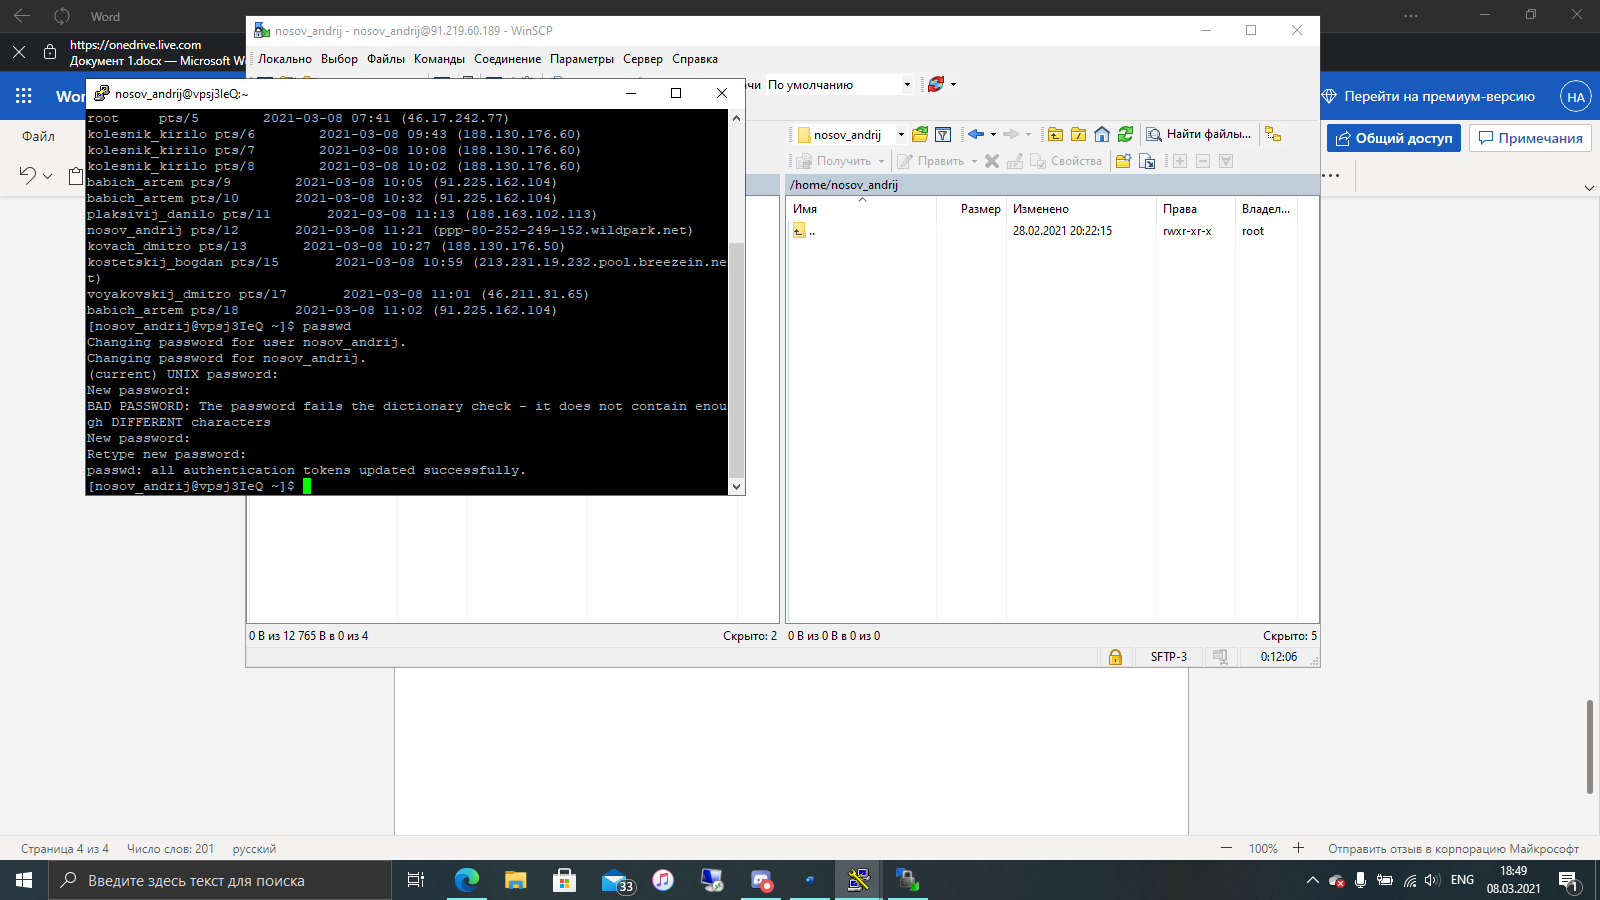 Word
https://onedrive.live.com
Документ 1.docx — Microsoft W
Wor
Перейти на премиум-версию
НА
Файл
Общий доступ
Примечания
nosov_andrij - nosov_andrij@91.219.60.189 - WinSCP
Локально Выбор Файлы Команды Соединение Параметры Сервер Справка
чи По умолчанию
nosov_andrij
Найти файлы...
Получить
Править
Свойства
/home/nosov_andrij
Имя Размер Изменено Права Владел...
.. 28.02.2021 20:22:15 rwxr-xr-x root
nosov_andrij@vpsj3IeQ:~
root     pts/5        2021-03-08 07:41 (46.17.242.77)
kolesnik_kirilo pts/6        2021-03-08 09:43 (188.130.176.60)
kolesnik_kirilo pts/7        2021-03-08 10:08 (188.130.176.60)
kolesnik_kirilo pts/8        2021-03-08 10:02 (188.130.176.60)
babich_artem pts/9        2021-03-08 10:05 (91.225.162.104)
babich_artem pts/10       2021-03-08 10:32 (91.225.162.104)
plaksivij_danilo pts/11       2021-03-08 11:13 (188.163.102.113)
nosov_andrij pts/12       2021-03-08 11:21 (ppp-80-252-249-152.wildpark.net)
kovach_dmitro pts/13       2021-03-08 10:27 (188.130.176.50)
kostetskij_bogdan pts/15       2021-03-08 10:59 (213.231.19.232.pool.breezein.ne
t)
voyakovskij_dmitro pts/17       2021-03-08 11:01 (46.211.31.65)
babich_artem pts/18       2021-03-08 11:02 (91.225.162.104)
[nosov_andrij@vpsj3IeQ ~]$ passwd
Changing password for user nosov_andrij.
Changing password for nosov_andrij.
(current) UNIX password:
New password:
BAD PASSWORD: The password fails the dictionary check - it does not contain enou
gh DIFFERENT characters
New password:
Retype new password:
passwd: all authentication tokens updated successfully.
[nosov_andrij@vpsj3IeQ ~]$
0 B из 12 765 B в 0 из 4
Скрыто: 2
0 B из 0 B в 0 из 0
Скрыто: 5
SFTP-3
0:12:06
Страница 4 из 4 Число слов: 201 русский
100%
Отправить отзыв в корпорацию Майкрософт
Введите здесь текст для поиска
33
ENG
18:49
08.03.2021
1